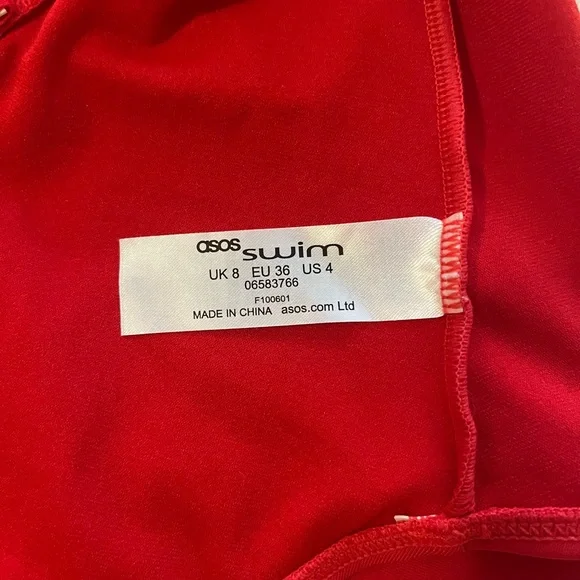 asos swim
UK 8 EU 36 US 4
06583766
F100601
MADE IN CHINA asos.com Ltd